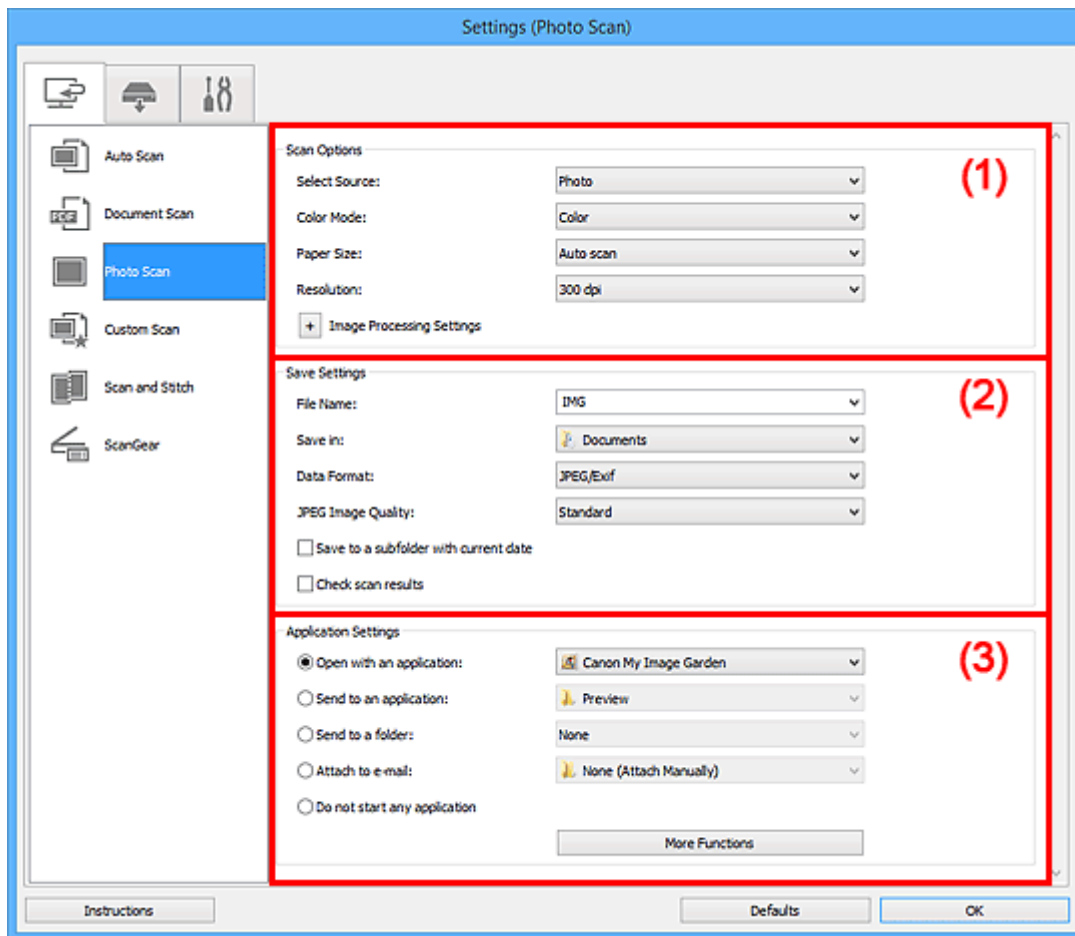 Settings (Photo Scan)
Auto Scan
PDF
Document Scan
Photo Scan
Custom Scan
Scan and Stitch
ScanGear
Scan Options
(1)
Select Source: Photo
Color Mode: Color
Paper Size: Auto scan
Resolution: 300 dpi
+ Image Processing Settings
Save Settings
(2)
File Name: IMG
Save in: Documents
Data Format: JPEG/Exif
JPEG Image Quality: Standard
Save to a subfolder with current date
Check scan results
Application Settings
(3)
Open with an application: Canon My Image Garden
Send to an application: Preview
Send to a folder: None
Attach to e-mail: None (Attach Manually)
Do not start any application
More Functions
Instructions Defaults OK